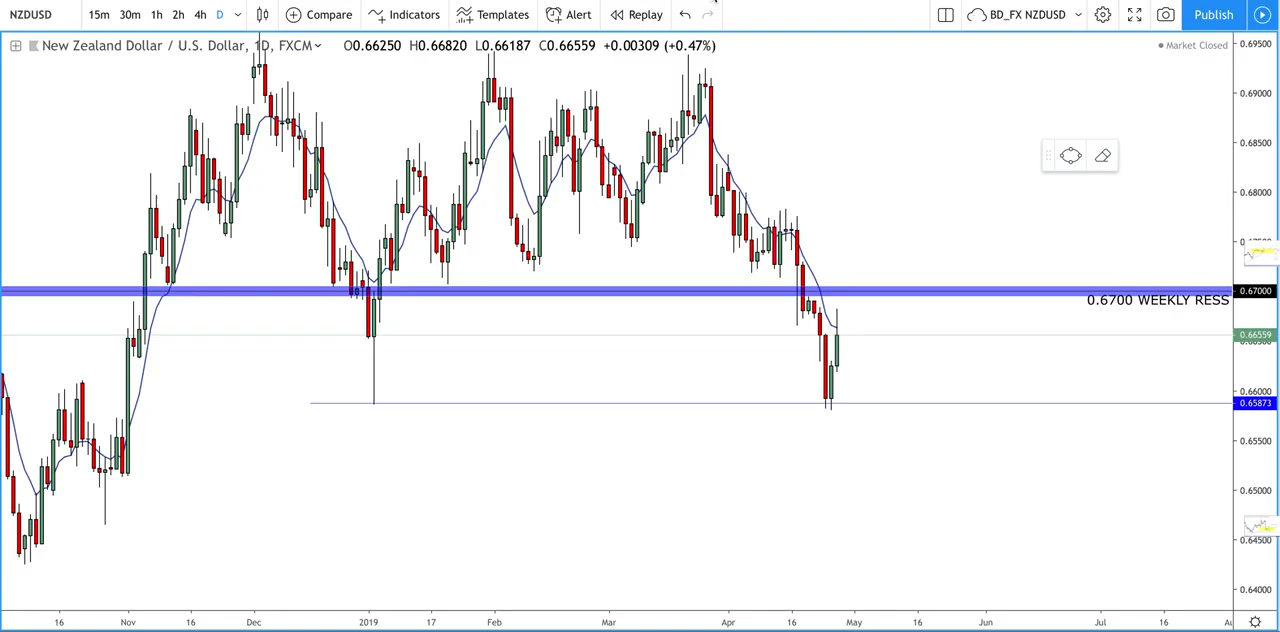 NZDUSD 15m 30m 1h 2h 4h D Compare Indicators Templates Alert Replay BD_FX NZDUSD Publish
New Zealand Dollar / U.S. Dollar, 1D, FXCM O0.66250 H0.66820 L0.66187 C0.66559 +0.00309 (+0.47%)
Market Closed
0.69500
0.69000
0.68500
0.68000
0.67000
0.6700 WEEKLY RESS
0.66559
0.66000
0.65873
0.65500
0.65000
0.64500
0.64000
16 Nov 16 Dec 2019 17 Feb Mar Apr 16 May 16 Jun Jul 16